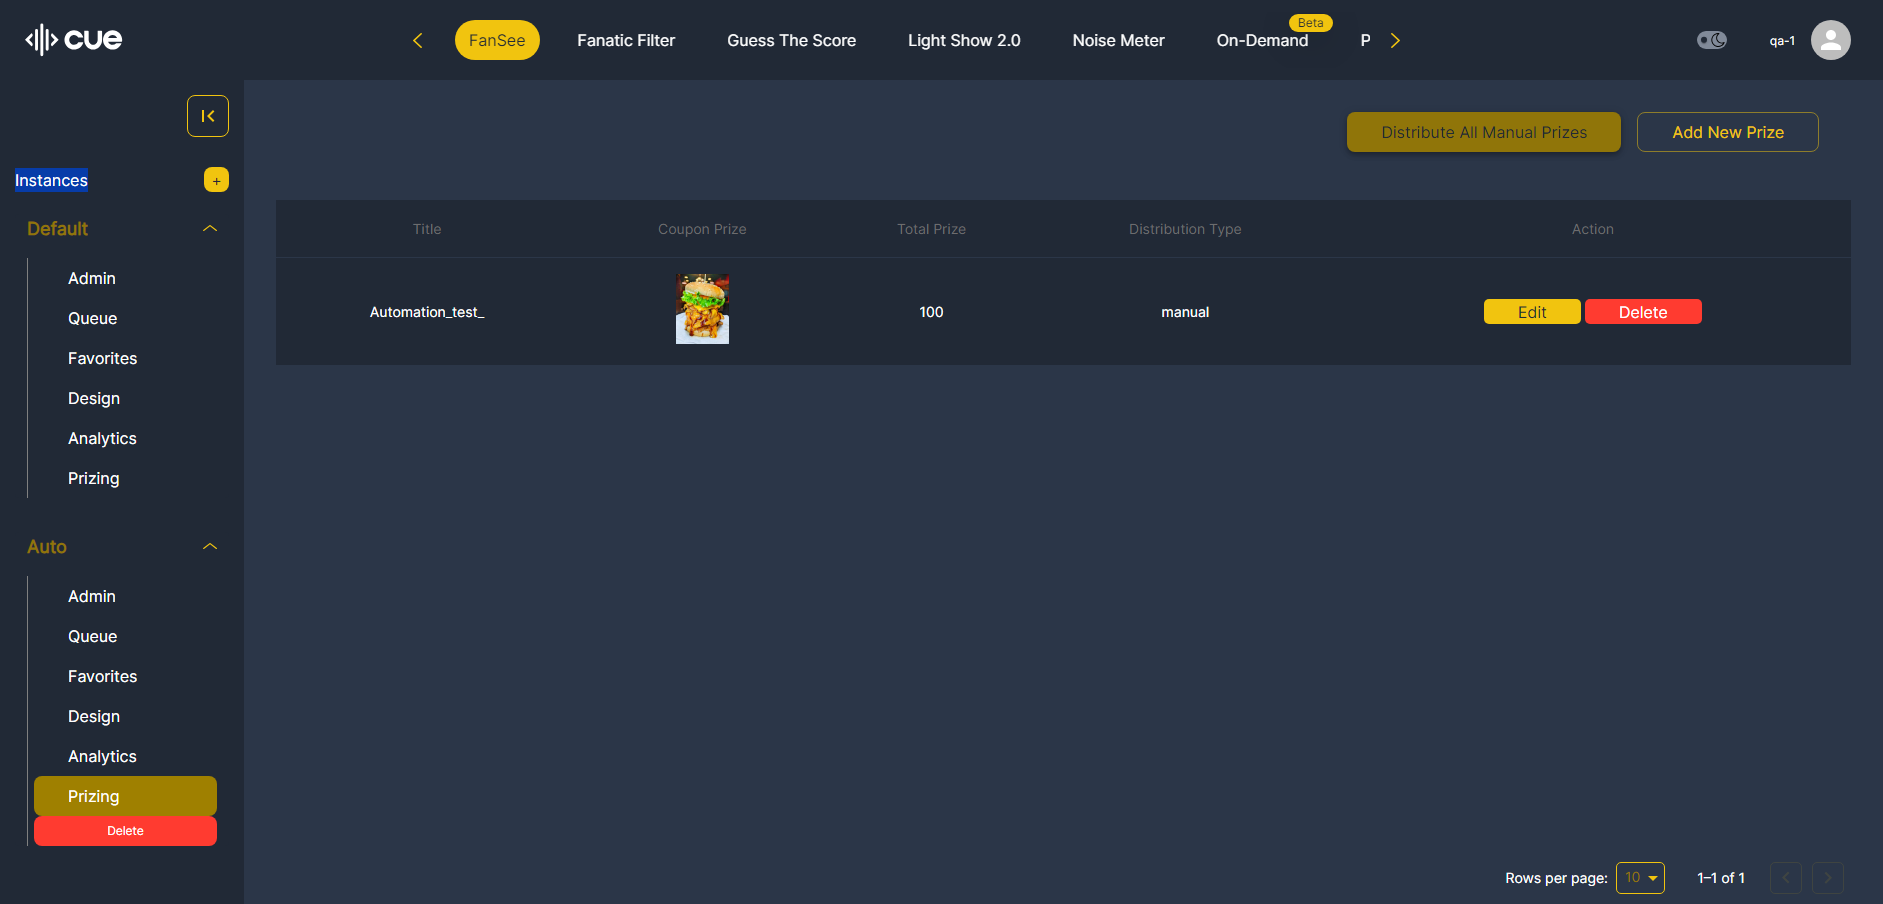 cue
FanSee
Fanatic Filter
Guess The Score
Light Show 2.0
Noise Meter
On-Demand
Beta
P
qa-1
Instances
+
Default
Admin
Queue
Favorites
Design
Analytics
Prizing
Auto
Admin
Queue
Favorites
Design
Analytics
Prizing
Delete
Distribute All Manual Prizes
Add New Prize
Title
Coupon Prize
Total Prize
Distribution Type
Action
Automation_test_
100
manual
Edit
Delete
Rows per page:
10
1–1 of 1